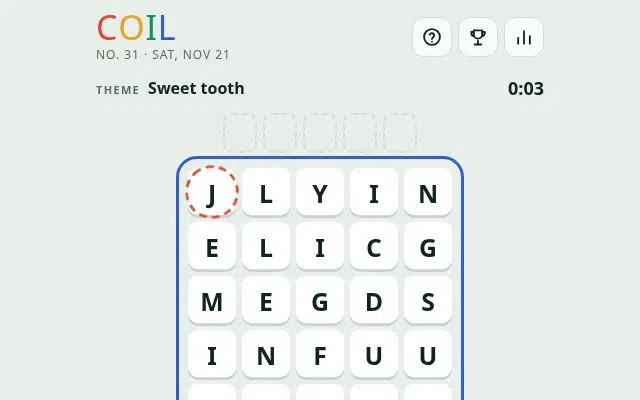 COIL
NO. 31 · SAT, NOV 21
THEME Sweet tooth
0:03
J L Y I N
E L I C G
M E G D S
I N F U U